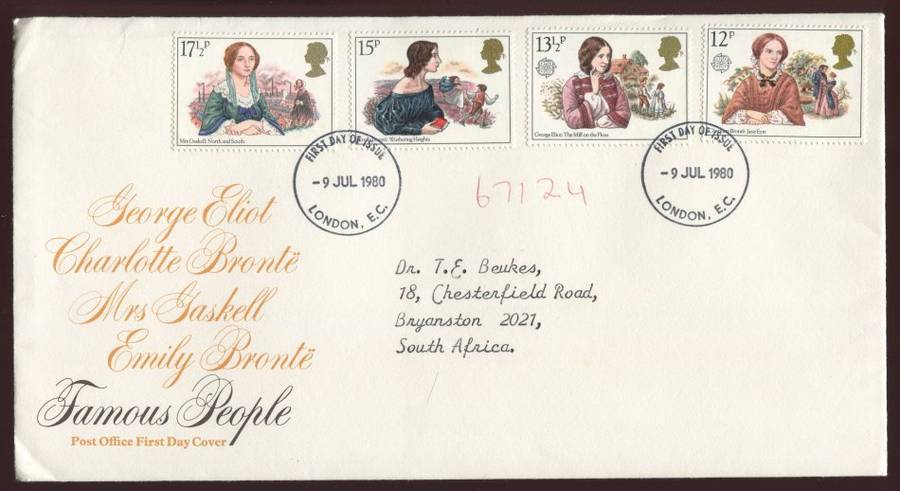 17½P
15P
13½P
12P
Mrs Gaskell: North and South
Wuthering Heights
George Eliot: The Mill on the Floss
Brontë: Jane Eyre
FIRST DAY OF ISSUE
-9 JUL 1980
LONDON, E.C.
FIRST DAY OF ISSUE
-9 JUL 1980
LONDON, E.C.
67124
George Eliot
Charlotte Brontë
Mrs Gaskell
Emily Brontë
Famous People
Post Office First Day Cover
Dr. T.E. Beukes,
18, Chesterfield Road,
Bryanston 2021,
South Africa.